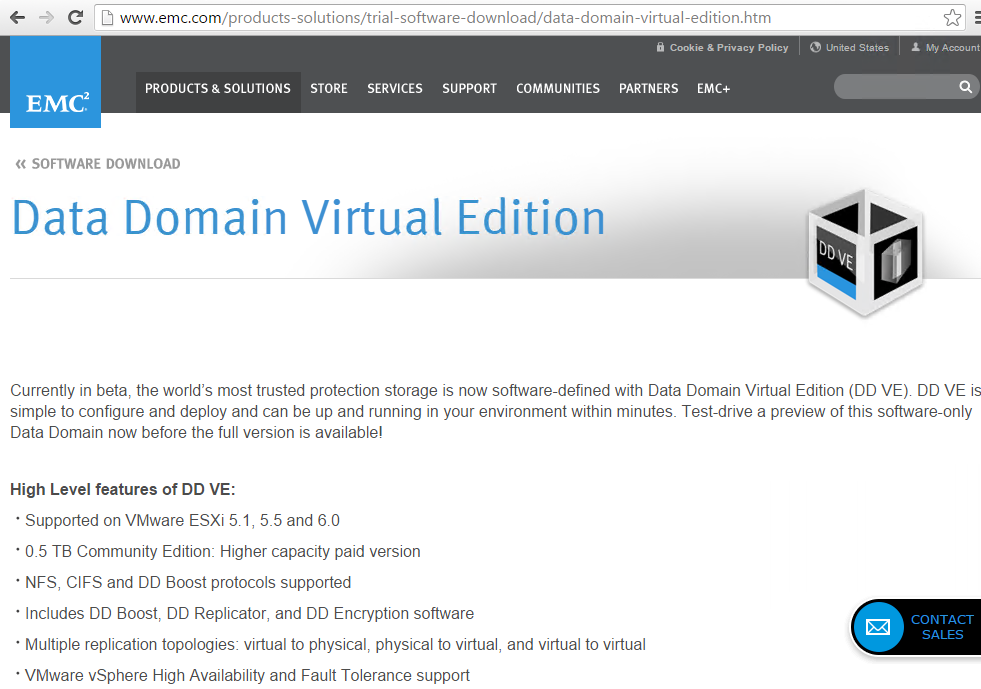 www.emc.com/products-solutions/trial-software-download/data-domain-virtual-edition.htm
Cookie & Privacy Policy United States My Account
EMC²
PRODUCTS & SOLUTIONS STORE SERVICES SUPPORT COMMUNITIES PARTNERS EMC+
« SOFTWARE DOWNLOAD
Data Domain Virtual Edition
DD VE
Currently in beta, the world’s most trusted protection storage is now software-defined with Data Domain Virtual Edition (DD VE). DD VE is
simple to configure and deploy and can be up and running in your environment within minutes. Test-drive a preview of this software-only
Data Domain now before the full version is available!
High Level features of DD VE:
· Supported on VMware ESXi 5.1, 5.5 and 6.0
· 0.5 TB Community Edition: Higher capacity paid version
· NFS, CIFS and DD Boost protocols supported
· Includes DD Boost, DD Replicator, and DD Encryption software
· Multiple replication topologies: virtual to physical, physical to virtual, and virtual to virtual
· VMware vSphere High Availability and Fault Tolerance support
CONTACT
SALES